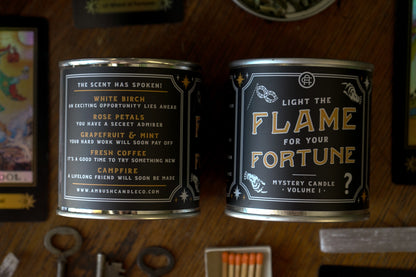 THE SCENT HAS SPOKEN!
WHITE BIRCH
AN EXCITING OPPORTUNITY LIES AHEAD
ROSE PETALS
YOU HAVE A SECRET ADMIRER
GRAPEFRUIT & MINT
YOUR HARD WORK WILL SOON PAY OFF
FRESH COFFEE
IT'S A GOOD TIME TO TRY SOMETHING NEW
CAMPFIRE
A LIFELONG FRIEND WILL SOON BE MADE
WWW.AMBUSHCANDLECO.COM
LIGHT THE
FLAME
FOR YOUR
FORTUNE
MYSTERY CANDLE
VOLUME I
?